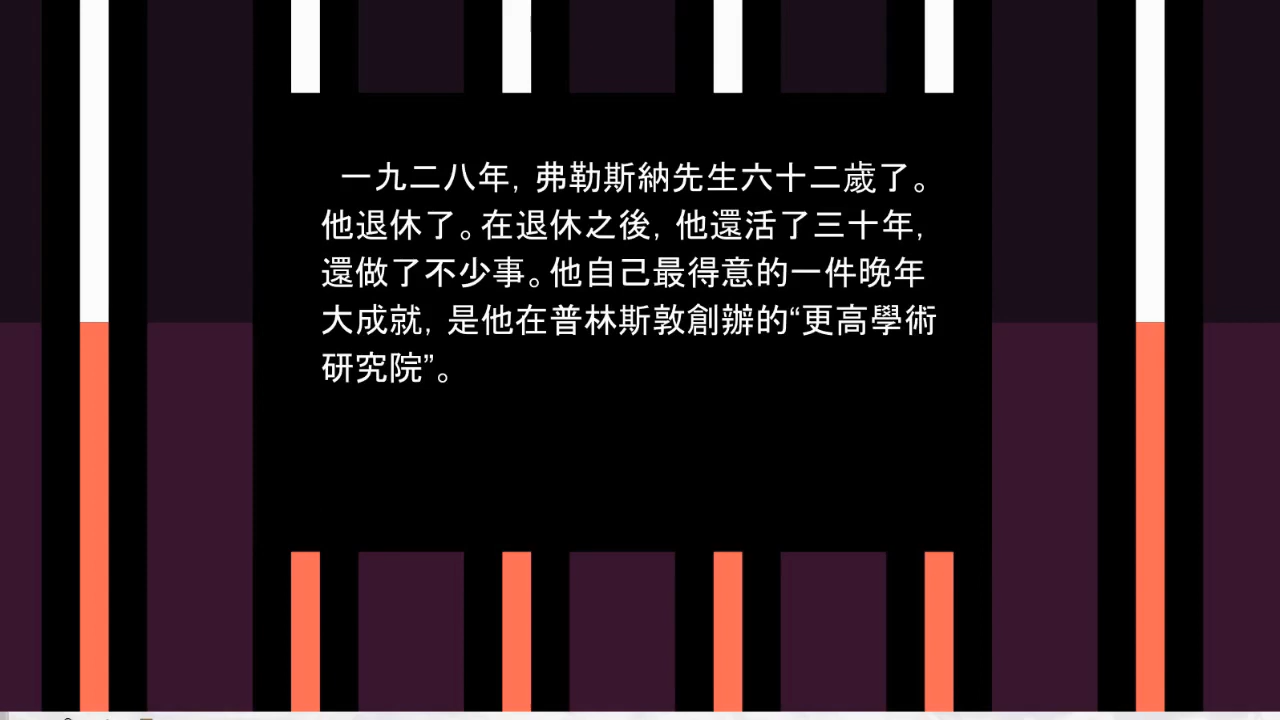 一九二八年, 弗勒斯納先生六十二歲了。
他退休了。在退休之後, 他還活了三十年,
還做了不少事。他自己最得意的一件晚年
大成就, 是他在普林斯敦創辦的“更高學術
研究院”。